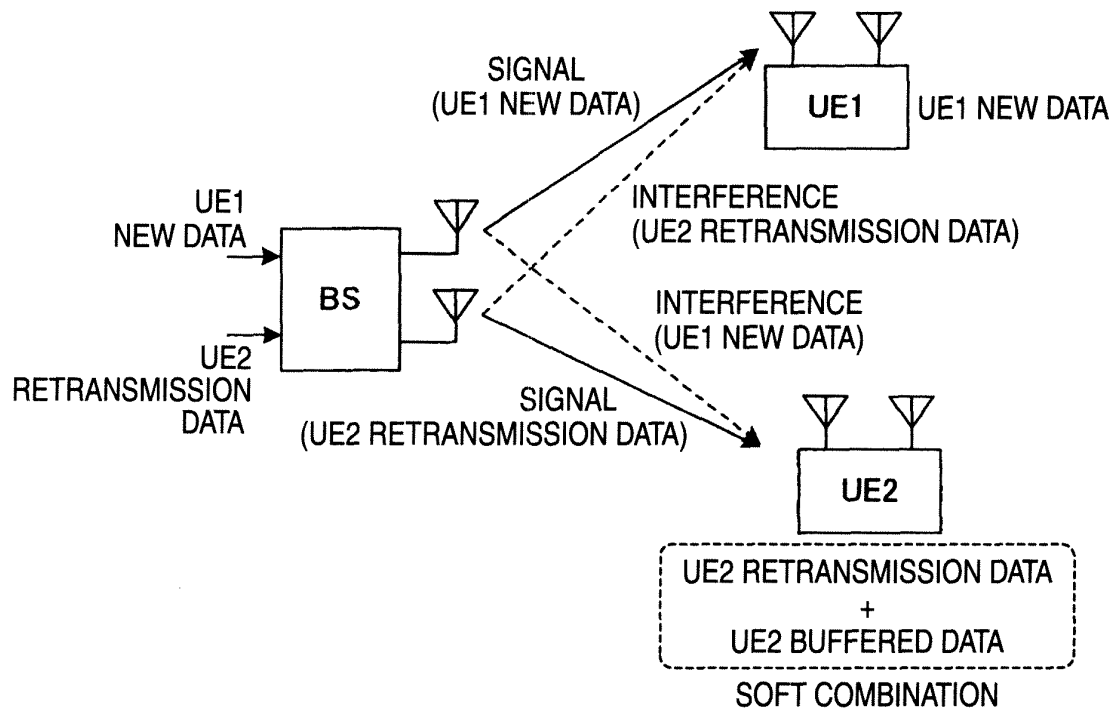 SIGNAL
(UE1 NEW DATA)
UE1
UE1 NEW DATA
INTERFERENCE
(UE2 RETRANSMISSION DATA)
UE1
NEW DATA
BS
UE2
RETRANSMISSION
DATA
INTERFERENCE
(UE1 NEW DATA)
SIGNAL
(UE2 RETRANSMISSION DATA)
UE2
UE2 RETRANSMISSION DATA
+
UE2 BUFFERED DATA
SOFT COMBINATION